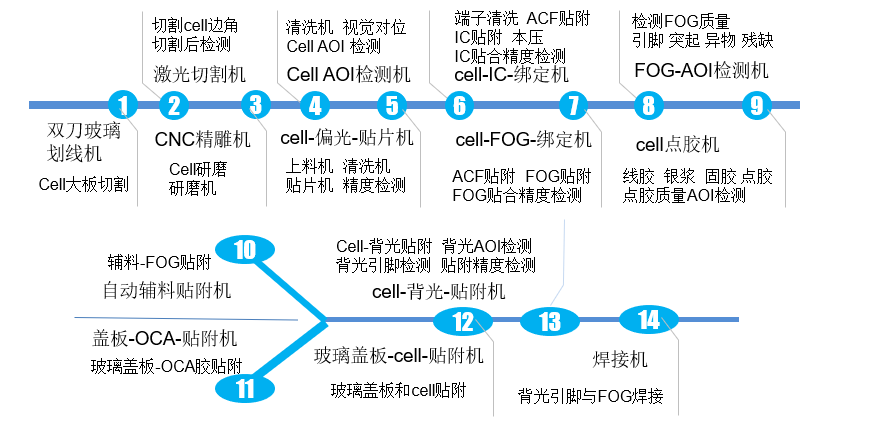 切割cell边角
切割后检测
激光切割机
清洗机 视觉对位
Cell AOI 检测
Cell AOI检测机
端子清洗 ACF贴附
IC贴附 本压
IC贴合精度检测
cell-IC-绑定机
检测FOG质量
引脚 突起 异物 残缺
FOG-AOI检测机
1
2
3
4
5
6
7
8
9
双刀玻璃
划线机
Cell大板切割
CNC精雕机
Cell研磨
研磨机
cell-偏光-贴片机
上料机 清洗机
贴片机 精度检测
cell-FOG-绑定机
ACF贴附 FOG贴附
FOG贴合精度检测
cell点胶机
线胶 银浆 固胶 点胶
点胶质量AOI检测
10
辅料-FOG贴附
自动辅料贴附机
Cell-背光贴附 背光AOI检测
背光引脚检测 贴附精度检测
cell-背光-贴附机
12
13
14
盖板-OCA-贴附机
玻璃盖板-OCA胶贴附
11
玻璃盖板-cell-贴附机
玻璃盖板和cell贴附
焊接机
背光引脚与FOG焊接